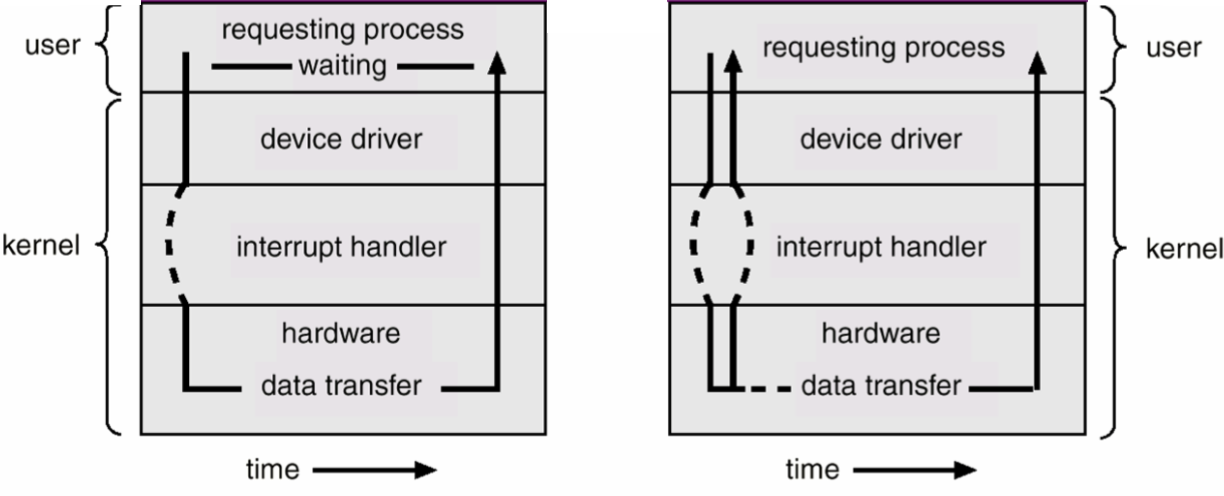 user
requesting process
waiting
device driver
kernel
interrupt handler
hardware
data transfer
time
requesting process
user
device driver
interrupt handler
kernel
hardware
data transfer
time